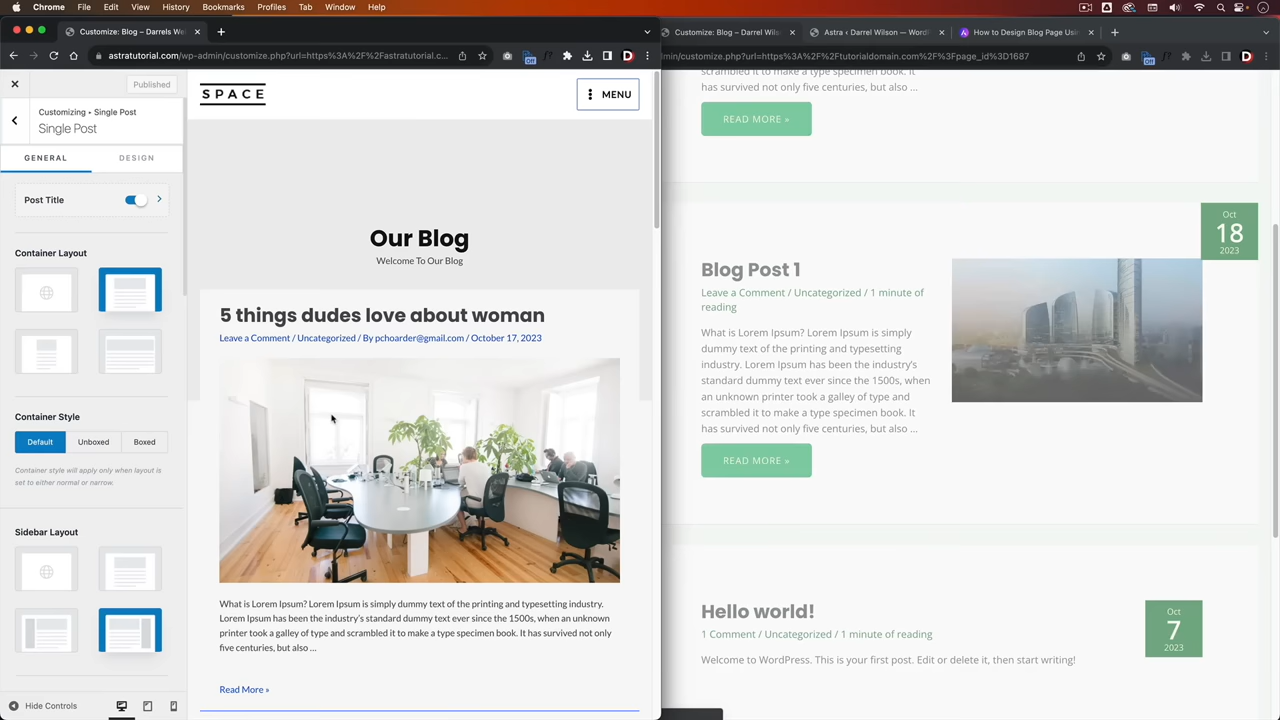 Chrome File Edit View History Bookmarks Profiles Tab Window Help
Customize: Blog – Darrels We
Customize: Blog – Darrel Wils
Astra ‹ Darrel Wilson — Word
How to Design Blog Page Usin
astratutorial.com/wp-admin/customize.php?url=https%3A%2F%2Fastratutorial.c...
min/customize.php?url=https%3A%2F%2Ftutorialdomain.com%2F%3Fpage_id%3D1687
Published
Customizing • Single Post
Single Post
GENERAL DESIGN
Post Title
Container Layout
Container Style
Default Unboxed Boxed
Container style will apply only when layout is
set to either normal or narrow.
Sidebar Layout
Hide Controls
SPACE
MENU
Our Blog
Welcome To Our Blog
5 things dudes love about woman
Leave a Comment / Uncategorized / By pchoarder@gmail.com / October 17, 2023
What is Lorem Ipsum? Lorem Ipsum is simply dummy text of the printing and typesetting industry.
Lorem Ipsum has been the industry's standard dummy text ever since the 1500s, when an unknown
printer took a galley of type and scrambled it to make a type specimen book. It has survived not only
five centuries, but also ...
Read More »
scrambled it to make a type specimen book. It
has survived not only five centuries, but also ...
READ MORE »
Oct
18
2023
Blog Post 1
Leave a Comment / Uncategorized / 1 minute of
reading
What is Lorem Ipsum? Lorem Ipsum is simply
dummy text of the printing and typesetting
industry. Lorem Ipsum has been the industry's
standard dummy text ever since the 1500s, when
an unknown printer took a galley of type and
scrambled it to make a type specimen book. It
has survived not only five centuries, but also ...
READ MORE »
Hello world!
1 Comment / Uncategorized / 1 minute of reading
Welcome to WordPress. This is your first post. Edit or delete it, then start writing!
Oct
7
2023